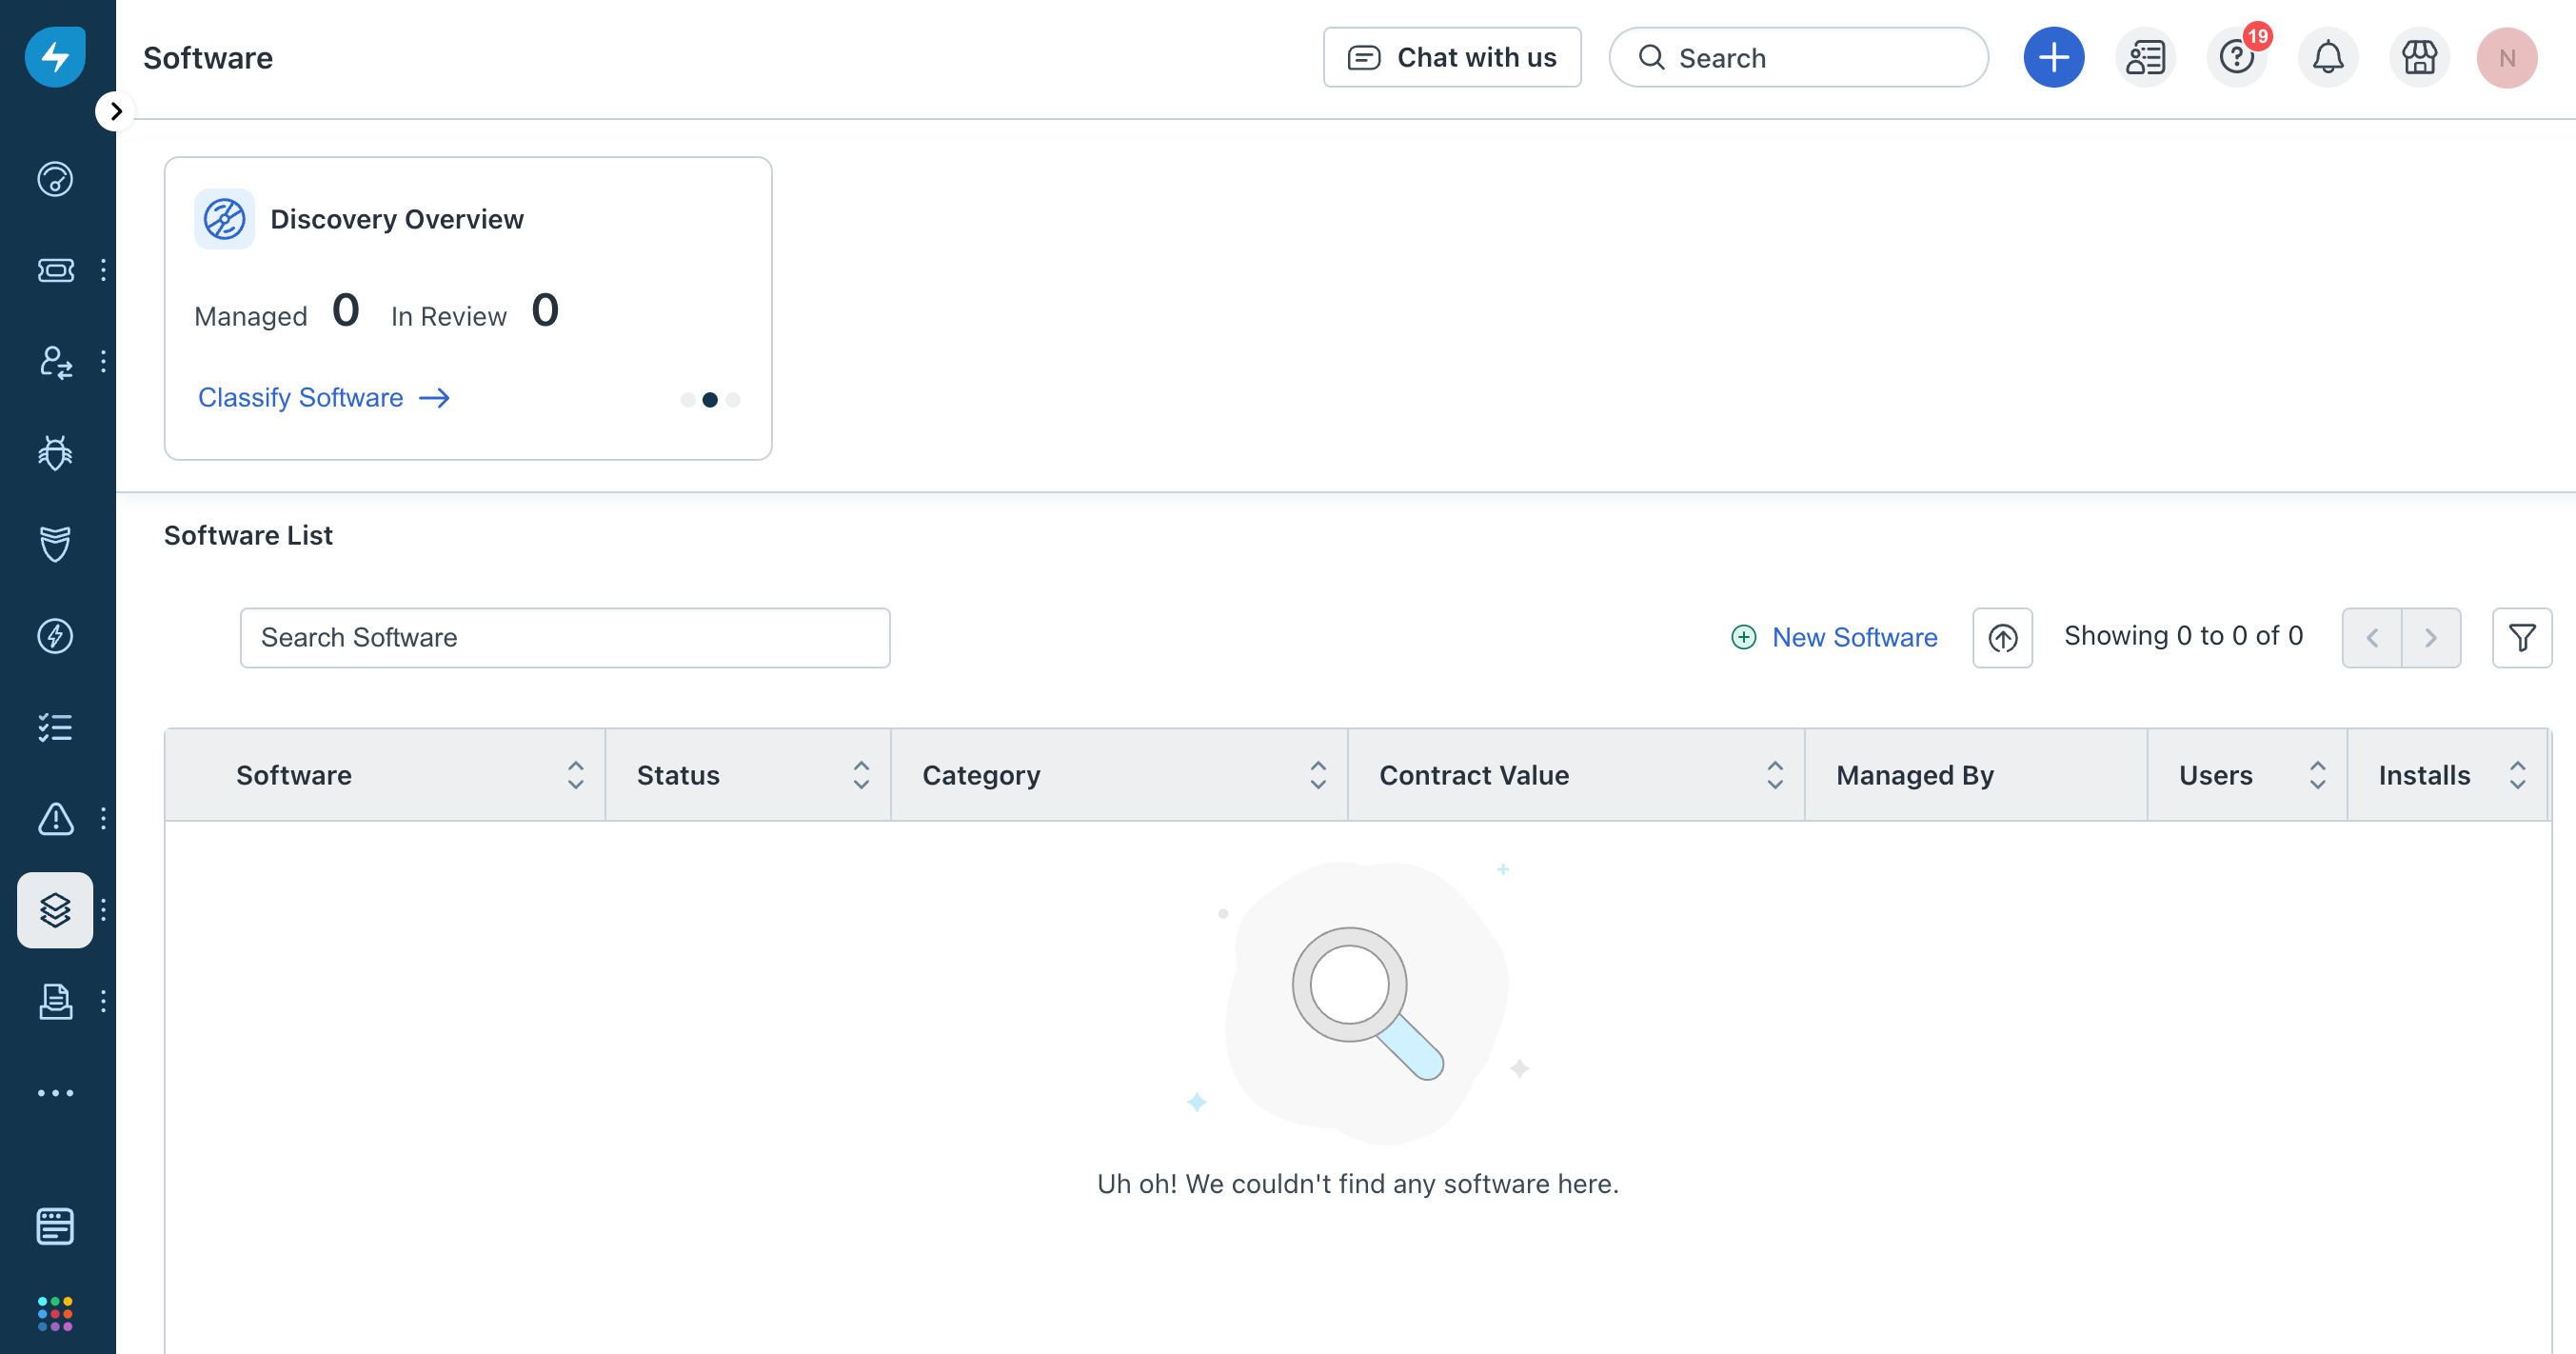 Software
Chat with us
Search
19
N
Discovery Overview
Managed 0 In Review 0
Classify Software
Software List
Search Software
New Software
Showing 0 to 0 of 0
Software Status Category Contract Value Managed By Users Installs
Uh oh! We couldn't find any software here.